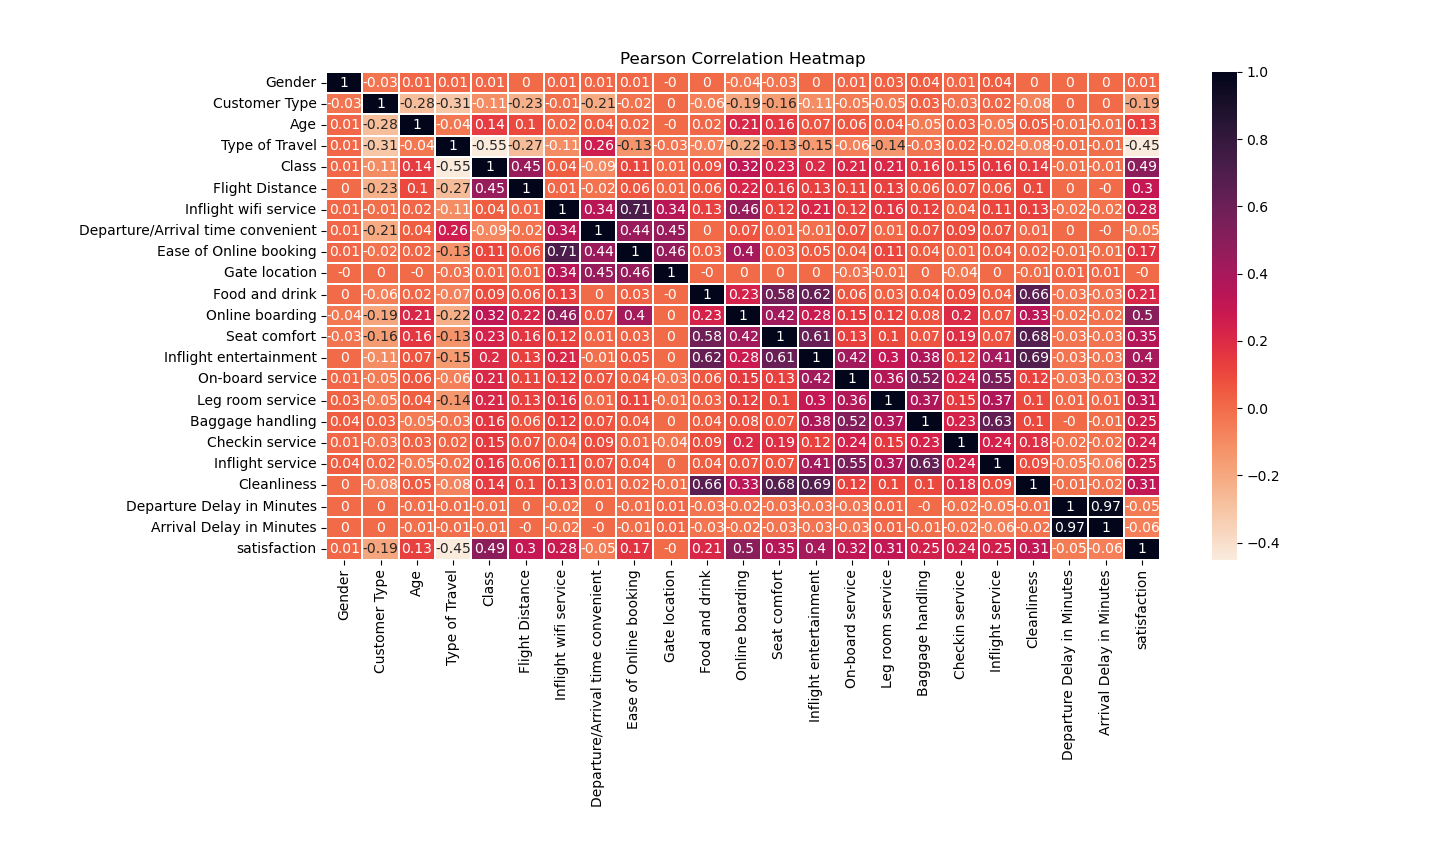 Pearson Correlation Heatmap
Gender 1 -0.03 0.01 0.01 0.01 0 0.01 0.01 0.01 -0 0 -0.04 -0.03 0 0.01 0.03 0.04 0.01 0.04 0 0 0 0.01
Customer Type -0.03 1 -0.28 -0.31 -0.11 -0.23 -0.01 -0.21 -0.02 0 -0.06 -0.19 -0.16 -0.11 -0.05 -0.05 0.03 -0.03 0.02 -0.08 0 0 -0.19
Age 0.01 -0.28 1 -0.04 0.14 0.1 0.02 0.04 0.02 -0 0.02 0.21 0.16 0.07 0.06 0.04 -0.05 0.03 -0.05 0.05 -0.01 -0.01 0.13
Type of Travel 0.01 -0.31 -0.04 1 -0.55 -0.27 -0.11 0.26 -0.13 -0.03 -0.07 -0.22 -0.13 -0.15 -0.06 -0.14 -0.03 0.02 -0.02 -0.08 -0.01 -0.01 -0.45
Class 0.01 -0.11 0.14 -0.55 1 0.45 0.04 -0.09 0.11 0.01 0.09 0.32 0.23 0.2 0.21 0.21 0.16 0.15 0.16 0.14 -0.01 -0.01 0.49
Flight Distance 0 -0.23 0.1 -0.27 0.45 1 0.01 -0.02 0.06 0.01 0.06 0.22 0.16 0.13 0.11 0.13 0.06 0.07 0.06 0.1 0 -0 0.3
Inflight wifi service 0.01 -0.01 0.02 -0.11 0.04 0.01 1 0.34 0.71 0.34 0.13 0.46 0.12 0.21 0.12 0.16 0.12 0.04 0.11 0.13 -0.02 -0.02 0.28
Departure/Arrival time convenient 0.01 -0.21 0.04 0.26 -0.09 -0.02 0.34 1 0.44 0.45 0 0.07 0.01 -0.01 0.07 0.01 0.07 0.09 0.07 0.01 0 -0 -0.05
Ease of Online booking 0.01 -0.02 0.02 -0.13 0.11 0.06 0.71 0.44 1 0.46 0.03 0.4 0.03 0.05 0.04 0.11 0.04 0.01 0.04 0.02 -0.01 -0.01 0.17
Gate location -0 0 -0 -0.03 0.01 0.01 0.34 0.45 0.46 1 -0 0 0 0 -0.03 -0.01 0 -0.04 0 -0.01 0.01 0.01 -0
Food and drink 0 -0.06 0.02 -0.07 0.09 0.06 0.13 0 0.03 -0 1 0.23 0.58 0.62 0.06 0.03 0.04 0.09 0.04 0.66 -0.03 -0.03 0.21
Online boarding -0.04 -0.19 0.21 -0.22 0.32 0.22 0.46 0.07 0.4 0 0.23 1 0.42 0.28 0.15 0.12 0.08 0.2 0.07 0.33 -0.02 -0.02 0.5
Seat comfort -0.03 -0.16 0.16 -0.13 0.23 0.16 0.12 0.01 0.03 0 0.58 0.42 1 0.61 0.13 0.1 0.07 0.19 0.07 0.68 -0.03 -0.03 0.35
Inflight entertainment 0 -0.11 0.07 -0.15 0.2 0.13 0.21 -0.01 0.05 0 0.62 0.28 0.61 1 0.42 0.3 0.38 0.12 0.41 0.69 -0.03 -0.03 0.4
On-board service 0.01 -0.05 0.06 -0.06 0.21 0.11 0.12 0.07 0.04 -0.03 0.06 0.15 0.13 0.42 1 0.36 0.52 0.24 0.55 0.12 -0.03 -0.03 0.32
Leg room service 0.03 -0.05 0.04 -0.14 0.21 0.13 0.16 0.01 0.11 -0.01 0.03 0.12 0.1 0.3 0.36 1 0.37 0.15 0.37 0.1 0.01 0.01 0.31
Baggage handling 0.04 0.03 -0.05 -0.03 0.16 0.06 0.12 0.07 0.04 0 0.04 0.08 0.07 0.38 0.52 0.37 1 0.23 0.63 0.1 -0 -0.01 0.25
Checkin service 0.01 -0.03 0.03 0.02 0.15 0.07 0.04 0.09 0.01 -0.04 0.09 0.2 0.19 0.12 0.24 0.15 0.23 1 0.24 0.18 -0.02 -0.02 0.24
Inflight service 0.04 0.02 -0.05 -0.02 0.16 0.06 0.11 0.07 0.04 0 0.04 0.07 0.07 0.41 0.55 0.37 0.63 0.24 1 0.09 -0.05 -0.06 0.25
Cleanliness 0 -0.08 0.05 -0.08 0.14 0.1 0.13 0.01 0.02 -0.01 0.66 0.33 0.68 0.69 0.12 0.1 0.1 0.18 0.09 1 -0.01 -0.02 0.31
Departure Delay in Minutes 0 0 -0.01 -0.01 -0.01 0 -0.02 0 -0.01 0.01 -0.03 -0.02 -0.03 -0.03 -0.03 0.01 -0 -0.02 -0.05 -0.01 1 0.97 -0.05
Arrival Delay in Minutes 0 0 -0.01 -0.01 -0.01 -0 -0.02 -0 -0.01 0.01 -0.03 -0.02 -0.03 -0.03 -0.03 0.01 -0.01 -0.02 -0.06 -0.02 0.97 1 -0.06
satisfaction 0.01 -0.19 0.13 -0.45 0.49 0.3 0.28 -0.05 0.17 -0 0.21 0.5 0.35 0.4 0.32 0.31 0.25 0.24 0.25 0.31 -0.05 -0.06 1
Gender
Customer Type
Age
Type of Travel
Class
Flight Distance
Inflight wifi service
Departure/Arrival time convenient
Ease of Online booking
Gate location
Food and drink
Online boarding
Seat comfort
Inflight entertainment
On-board service
Leg room service
Baggage handling
Checkin service
Inflight service
Cleanliness
Departure Delay in Minutes
Arrival Delay in Minutes
satisfaction
1.0
0.8
0.6
0.4
0.2
0.0
−0.2
−0.4